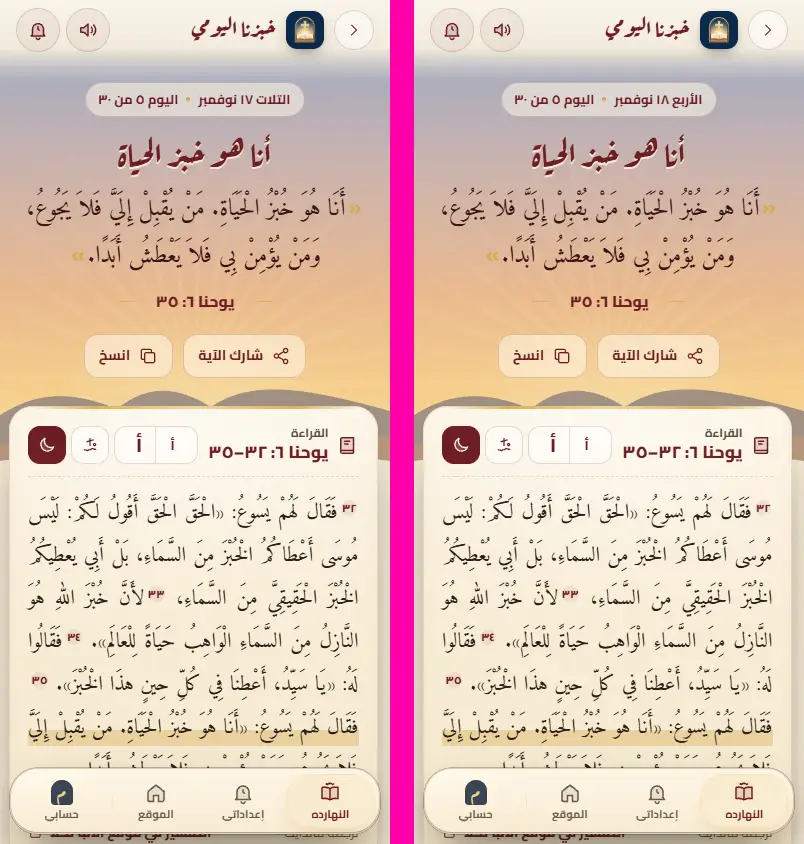 خبزنا اليومي
التلات ١٧ نوفمبر • اليوم ٥ من ٣٠
أنا هو خبز الحياة
«أَنَا هُوَ خُبْزُ الْحَيَاةِ. مَنْ يُقْبِلْ إِلَيَّ فَلاَ يَجُوعُ،
وَمَنْ يُؤْمِنْ بِي فَلاَ يَعْطَشُ أَبَدًا.»
يوحنا ٦: ٣٥
شارك الآية
انسخ
القراءة
يوحنا ٦: ٣٢–٣٥
أ
أ
٣٢ فَقَالَ لَهُمْ يَسُوعُ: «الْحَقَّ الْحَقَّ أَقُولُ لَكُمْ: لَيْسَ
مُوسَى أَعْطَاكُمُ الْخُبْزَ مِنَ السَّمَاءِ، بَلْ أَبِي يُعْطِيكُمُ
الْخُبْزَ الْحَقِيقِيَّ مِنَ السَّمَاءِ، ٣٣ لأَنَّ خُبْزَ اللهِ هُوَ
النَّازِلُ مِنَ السَّمَاءِ الْوَاهِبُ حَيَاةً لِلْعَالَمِ». ٣٤ فَقَالُوا
لَهُ: «يَا سَيِّدُ، أَعْطِنَا فِي كُلِّ حِينٍ هذَا الْخُبْزَ». ٣٥
فَقَالَ لَهُمْ يَسُوعُ: «أَنَا هُوَ خُبْزُ الْحَيَاةِ. مَنْ يُقْبِلْ إِلَيَّ
النهارده
إعداداتى
الموقع
م
حسابي
خبزنا اليومي
الأربع ١٨ نوفمبر • اليوم ٥ من ٣٠
أنا هو خبز الحياة
«أَنَا هُوَ خُبْزُ الْحَيَاةِ. مَنْ يُقْبِلْ إِلَيَّ فَلاَ يَجُوعُ،
وَمَنْ يُؤْمِنْ بِي فَلاَ يَعْطَشُ أَبَدًا.»
يوحنا ٦: ٣٥
شارك الآية
انسخ
القراءة
يوحنا ٦: ٣٢–٣٥
أ
أ
٣٢ فَقَالَ لَهُمْ يَسُوعُ: «الْحَقَّ الْحَقَّ أَقُولُ لَكُمْ: لَيْسَ
مُوسَى أَعْطَاكُمُ الْخُبْزَ مِنَ السَّمَاءِ، بَلْ أَبِي يُعْطِيكُمُ
الْخُبْزَ الْحَقِيقِيَّ مِنَ السَّمَاءِ، ٣٣ لأَنَّ خُبْزَ اللهِ هُوَ
النَّازِلُ مِنَ السَّمَاءِ الْوَاهِبُ حَيَاةً لِلْعَالَمِ». ٣٤ فَقَالُوا
لَهُ: «يَا سَيِّدُ، أَعْطِنَا فِي كُلِّ حِينٍ هذَا الْخُبْزَ». ٣٥
فَقَالَ لَهُمْ يَسُوعُ: «أَنَا هُوَ خُبْزُ الْحَيَاةِ. مَنْ يُقْبِلْ إِلَيَّ
النهارده
إعداداتى
الموقع
م
حسابي